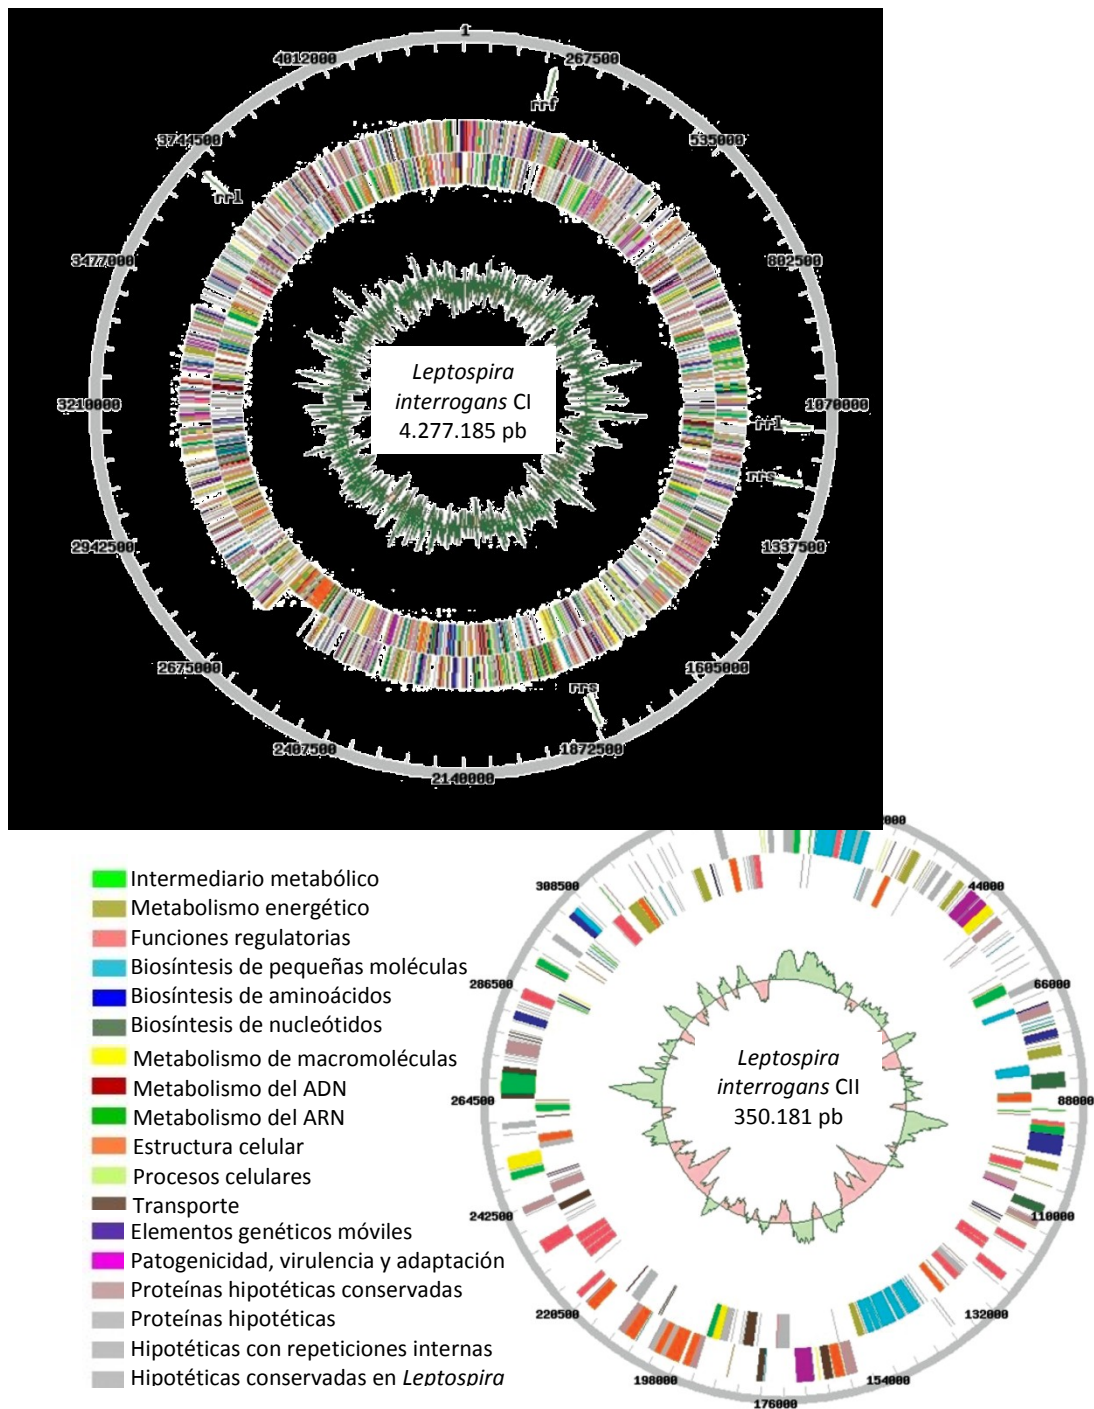 1
4012000
267500
rrf
3744500
535000
rrl
3477000
802500
Leptospira
interrogans CI
4.277.185 pb
3210000
1070000
rrl
rrs
2942500
1337500
2675000
1605000
rrs
2407500
1872500
2140000
Intermediario metabólico
Metabolismo energético
Funciones regulatorias
Biosíntesis de pequeñas moléculas
Biosíntesis de aminoácidos
Biosíntesis de nucleótidos
Metabolismo de macromoléculas
Metabolismo del ADN
Metabolismo del ARN
Estructura celular
Procesos celulares
Transporte
Elementos genéticos móviles
Patogenicidad, virulencia y adaptación
Proteínas hipotéticas conservadas
Proteínas hipotéticas
Hipotéticas con repeticiones internas
Hipotéticas conservadas en Leptospira
308500
44000
286500
66000
Leptospira
interrogans CII
350.181 pb
264500
88000
242500
110000
220500
132000
198000
154000
176000